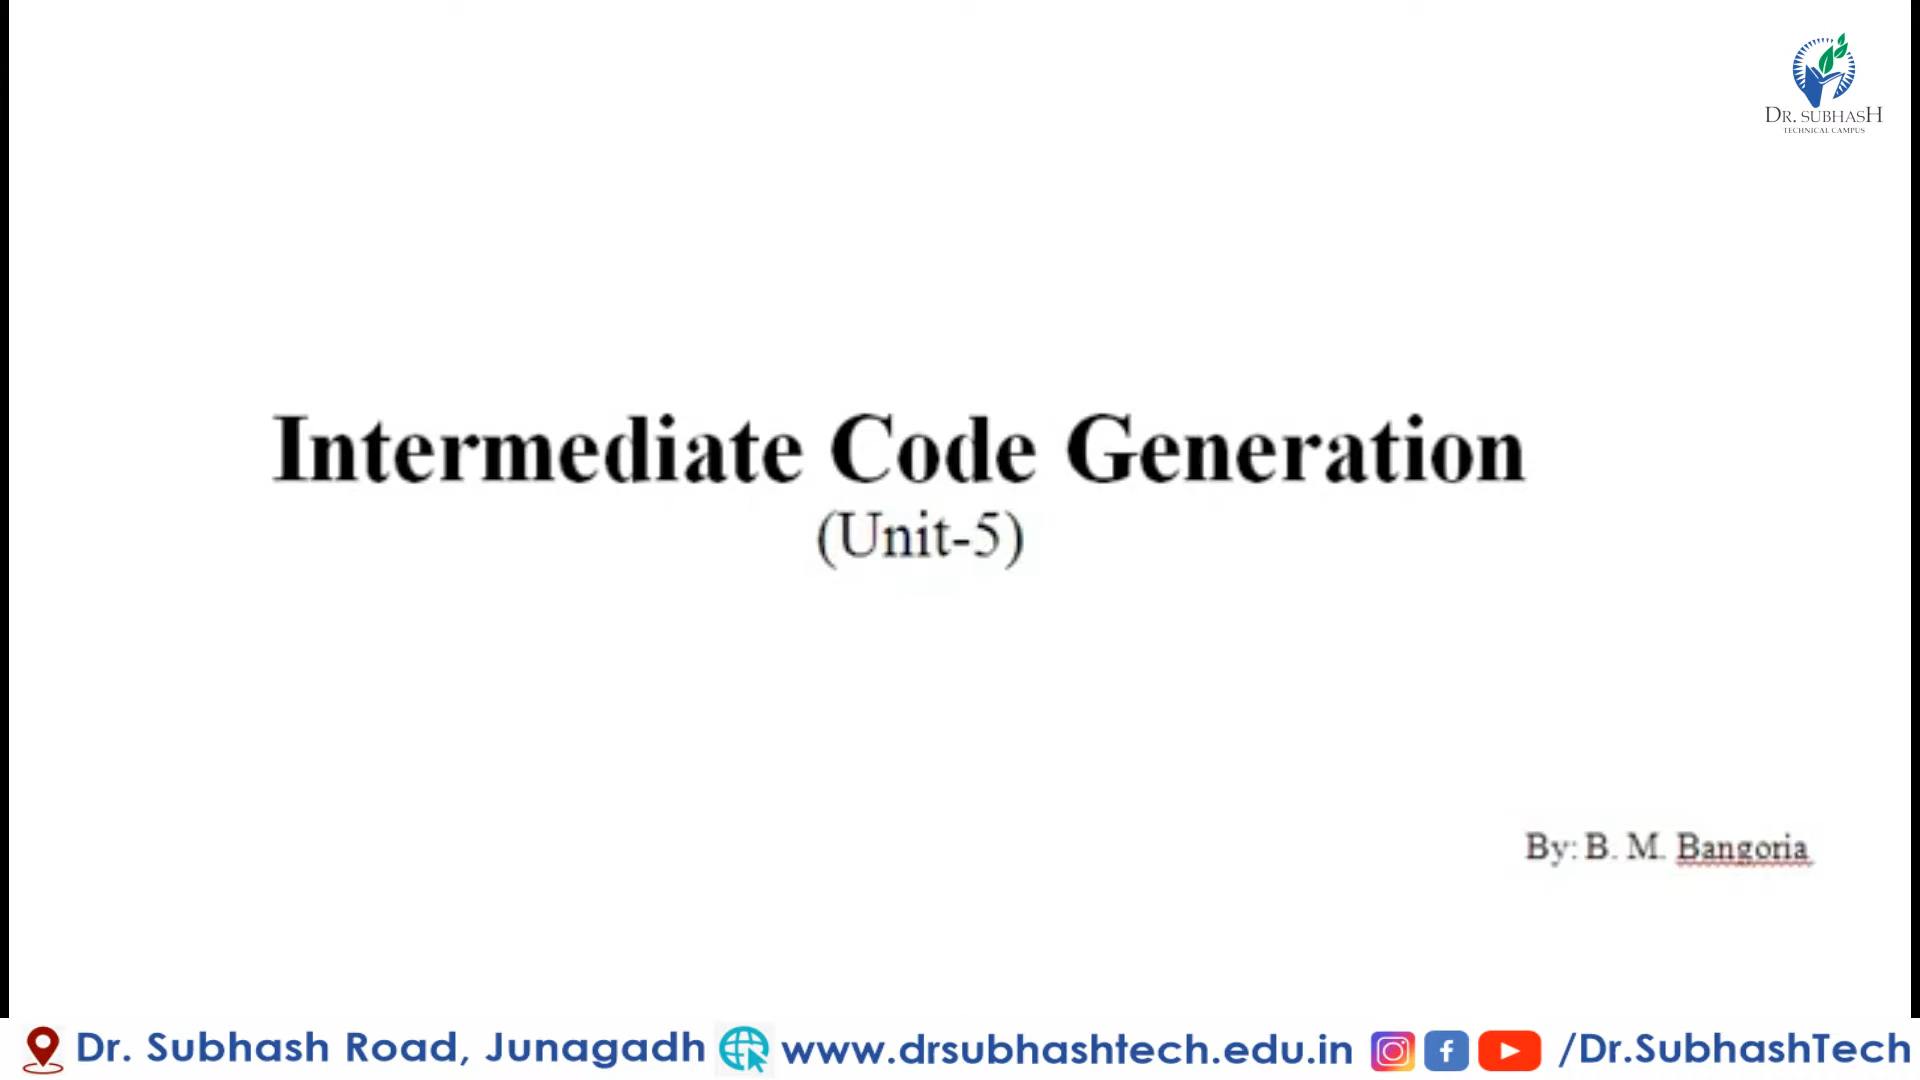 DR. SUBHASH
TECHNICAL CAMPUS
Intermediate Code Generation
(Unit-5)
By: B. M. Bangoria
Dr. Subhash Road, Junagadh www.drsubhashtech.edu.in /Dr.SubhashTech